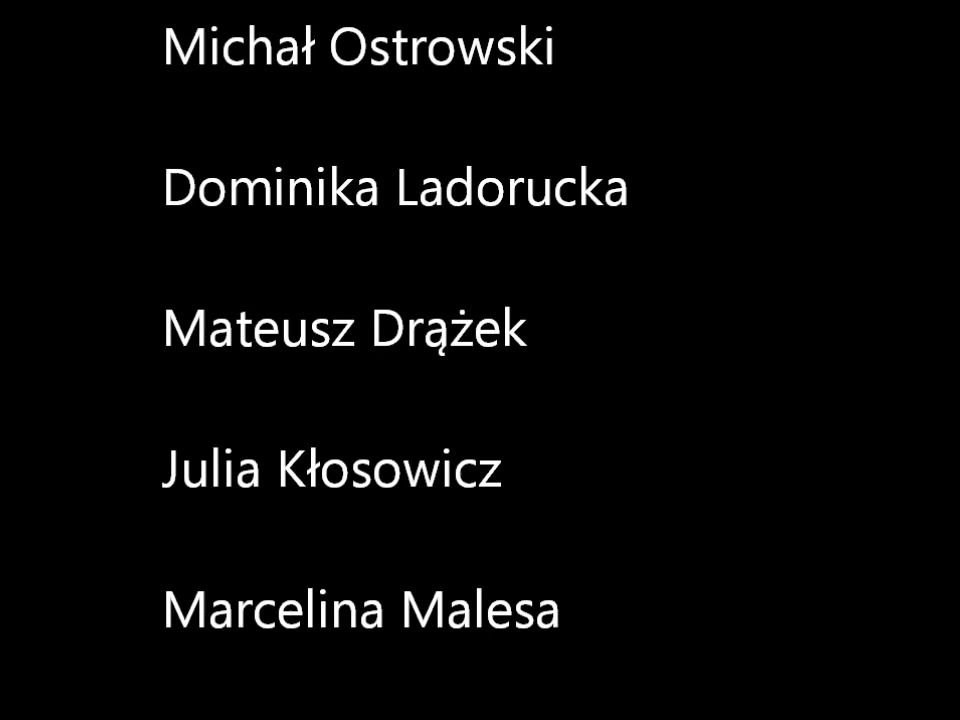 Michał Ostrowski
Dominika Ladorucka
Mateusz Drążek
Julia Kłosowicz
Marcelina Malesa